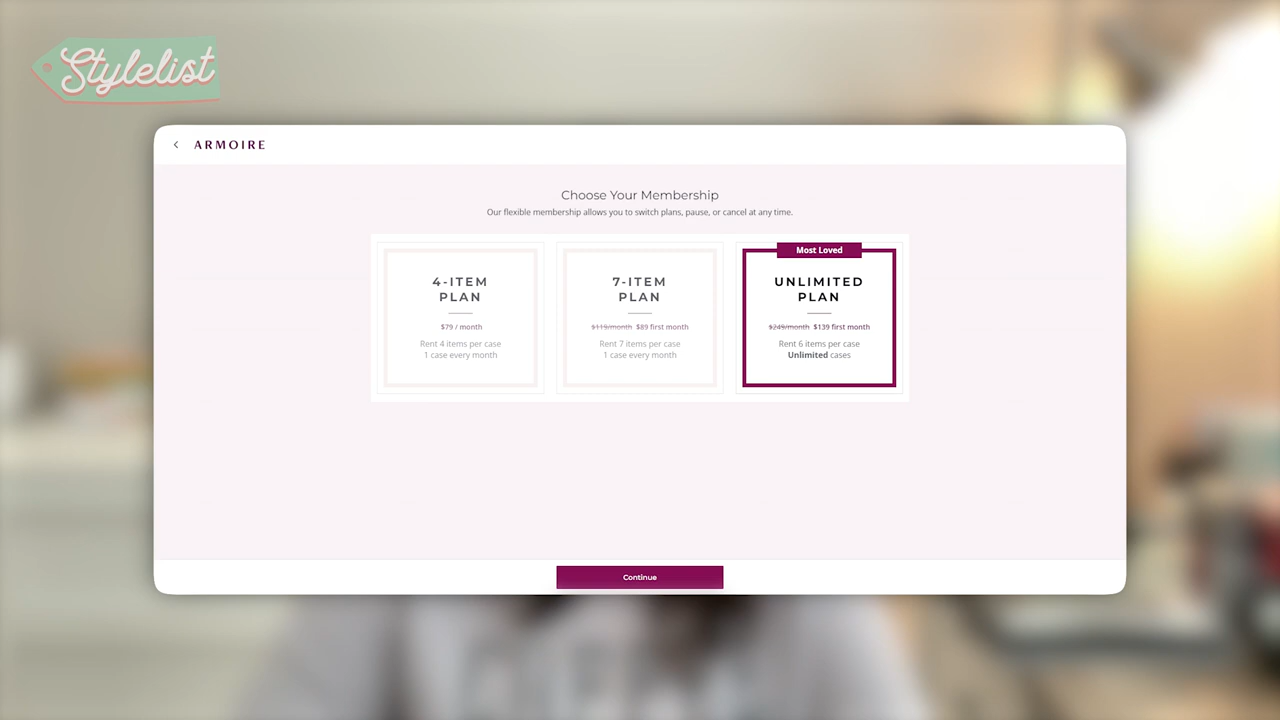 Stylelist
ARMOIRE
Choose Your Membership
Our flexible membership allows you to switch plans, pause, or cancel at any time.
4-ITEM
PLAN
$79 / month
Rent 4 items per case
1 case every month
7-ITEM
PLAN
$119/month $89 first month
Rent 7 items per case
1 case every month
Most Loved
UNLIMITED
PLAN
$249/month $139 first month
Rent 6 items per case
Unlimited cases
Continue